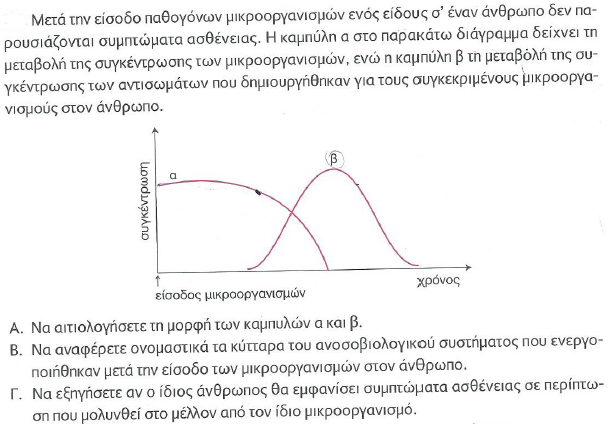 Μετά την είσοδο παθογόνων μικροοργανισμών ενός είδους σ' έναν άνθρωπο δεν πα-
ρουσιάζονται συμπτώματα ασθένειας. Η καμπύλη α στο παρακάτω διάγραμμα δείχνει τη
μεταβολή της συγκέντρωσης των μικροοργανισμών, ενώ η καμπύλη β τη μεταβολή της συ-
γκέντρωσης των αντισωμάτων που δημιουργήθηκαν για τους συγκεκριμένους μικροοργα-
νισμούς στον άνθρωπο.
β
α
συγκέντρωση
χρόνος
είσοδος μικροοργανισμών
Α. Να αιτιολογήσετε τη μορφή των καμπυλών α και β.
Β. Να αναφέρετε ονομαστικά τα κύτταρα του ανοσοβιολογικού συστήματος που ενεργο-
ποιήθηκαν μετά την είσοδο των μικροοργανισμών στον άνθρωπο.
Γ. Να εξηγήσετε αν ο ίδιος άνθρωπος θα εμφανίσει συμπτώματα ασθένειας σε περίπτω-
ση που μολυνθεί στο μέλλον από τον ίδιο μικροοργανισμό.